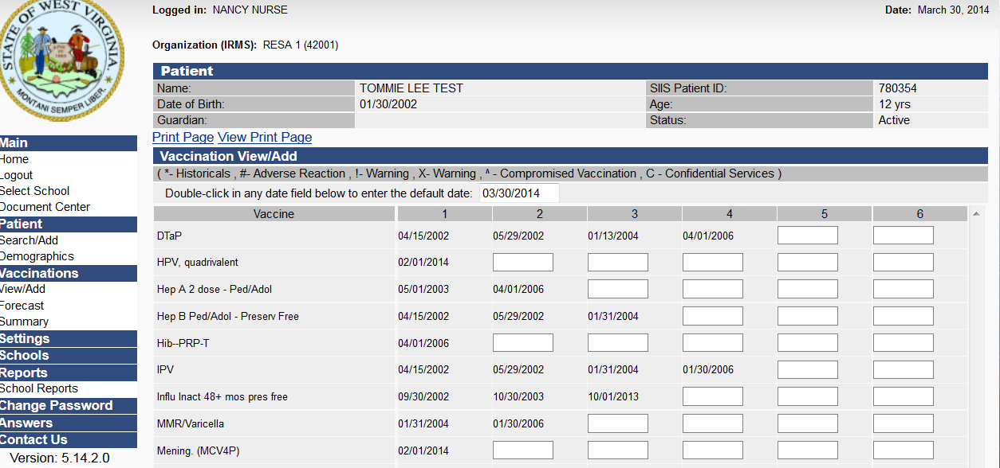 STATE OF WEST VIRGINIA.
MONTANI SEMPER LIBERI.
Logged in: NANCY NURSE
Date: March 30, 2014
Organization (IRMS): RESA 1 (42001)
Main
Home
Logout
Select School
Document Center
Patient
Search/Add
Demographics
Vaccinations
View/Add
Forecast
Summary
Settings
Schools
Reports
School Reports
Change Password
Answers
Contact Us
Version: 5.14.2.0
Patient
Name: TOMMIE LEE TEST SIIS Patient ID: 780354
Date of Birth: 01/30/2002 Age: 12 yrs
Guardian: Status: Active
Print Page View Print Page
Vaccination View/Add
( *- Historicals , #- Adverse Reaction , !- Warning , X- Warning , ^ - Compromised Vaccination , C - Confidential Services )
Double-click in any date field below to enter the default date: 03/30/2014
Vaccine 1 2 3 4 5 6
DTaP 04/15/2002 05/29/2002 01/13/2004 04/01/2006
HPV, quadrivalent 02/01/2014
Hep A 2 dose - Ped/Adol 05/01/2003 04/01/2006
Hep B Ped/Adol - Preserv Free 04/15/2002 05/29/2002 01/31/2004
Hib--PRP-T 04/01/2006
IPV 04/15/2002 05/29/2002 01/31/2004 01/30/2006
Influ Inact 48+ mos pres free 09/30/2002 10/30/2003 10/01/2013
MMR/Varicella 01/31/2004 01/30/2006
Mening. (MCV4P) 02/01/2014